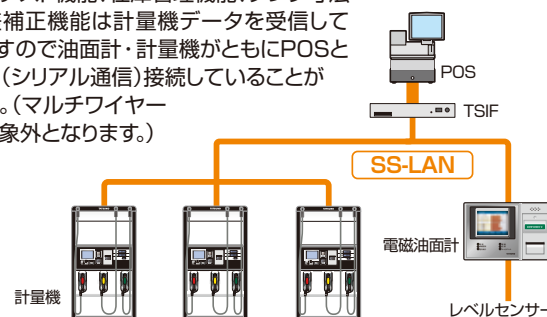 補正機能は計量機データを受信して
すので油面計・計量機がともにPOSと
(シリアル通信)接続していることが
。(マルチワイヤー
象外となります。)
POS
TSIF
SS-LAN
電磁油面計
計量機
レベルセンサー